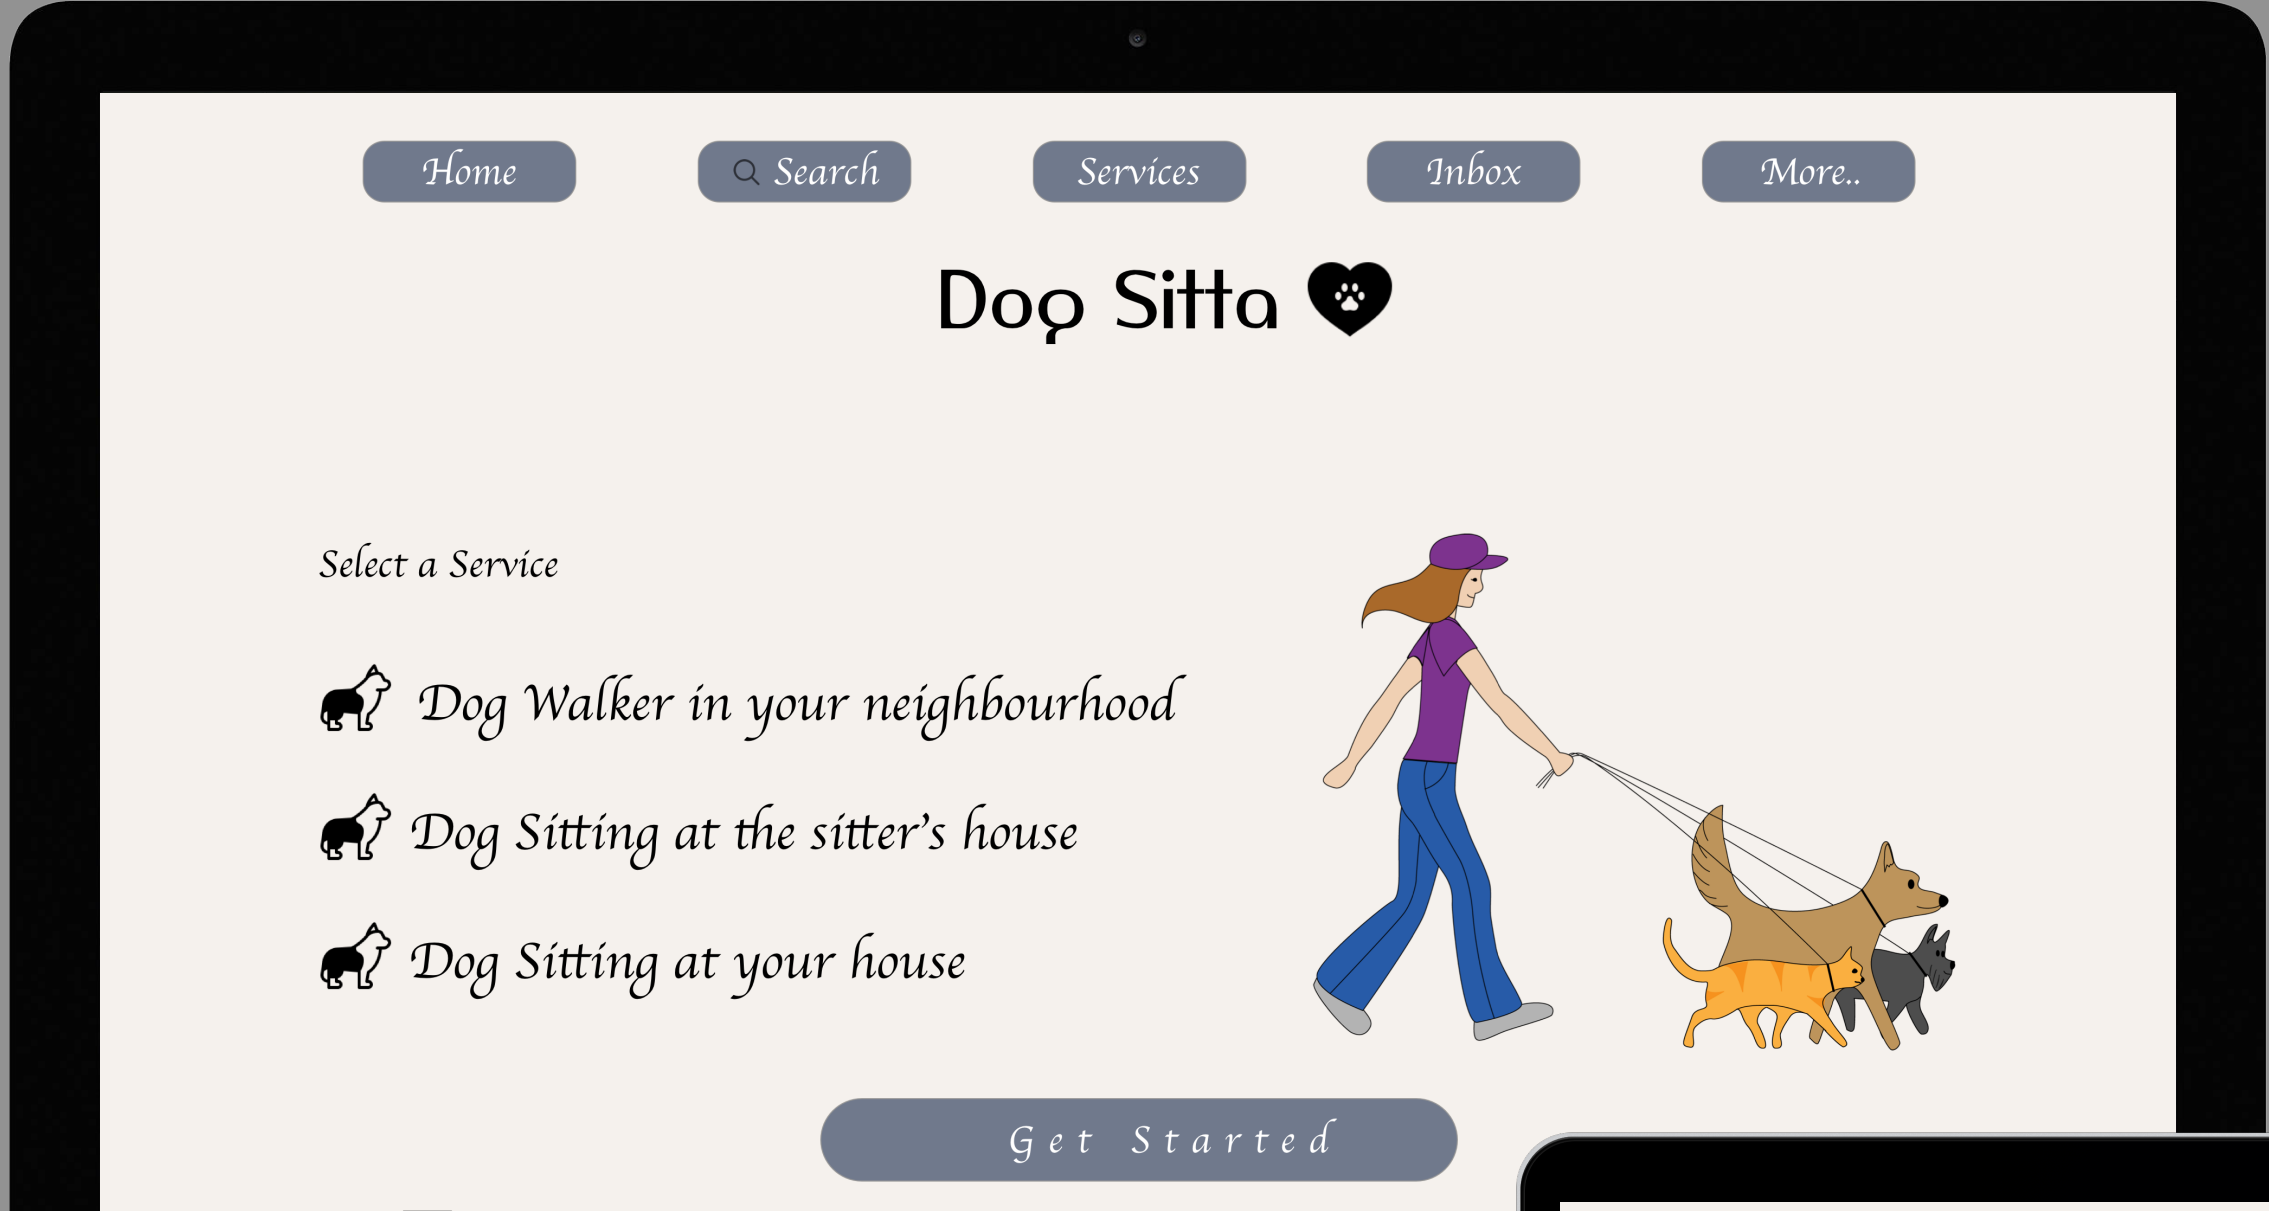 Home
Search
Services
Inbox
More..
Dog Sitta
Select a Service
Dog Walker in your neighbourhood
Dog Sitting at the sitter's house
Dog Sitting at your house
Get Started